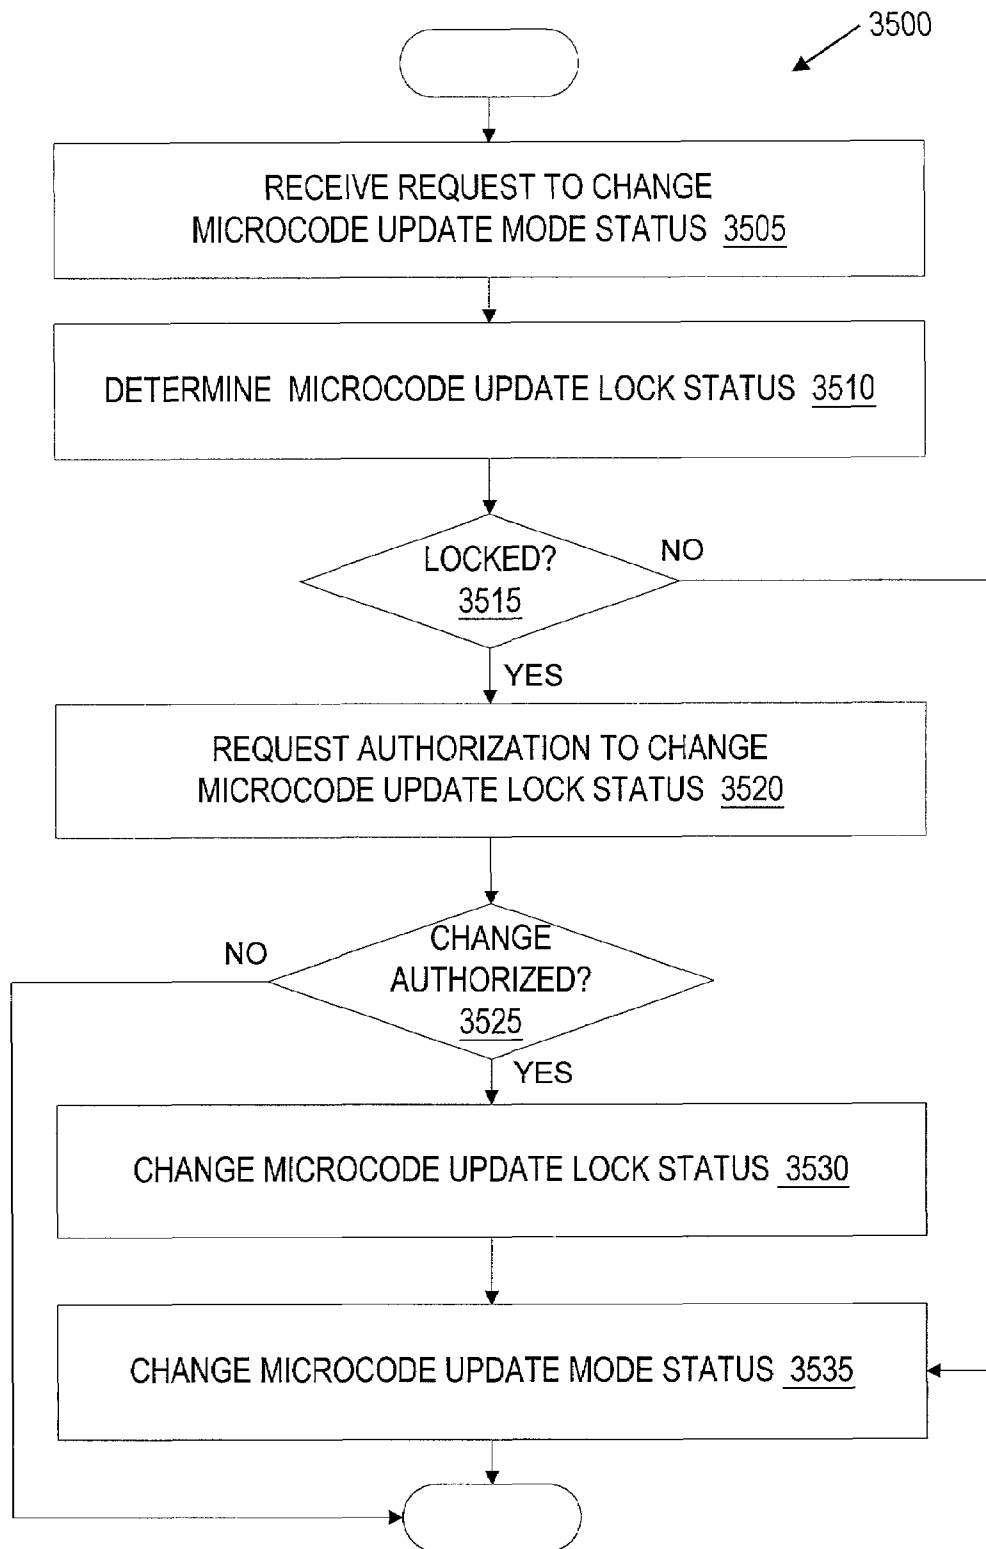 3500
RECEIVE REQUEST TO CHANGE
MICROCODE UPDATE MODE STATUS 3505
DETERMINE MICROCODE UPDATE LOCK STATUS 3510
LOCKED?
3515
NO
YES
REQUEST AUTHORIZATION TO CHANGE
MICROCODE UPDATE LOCK STATUS 3520
CHANGE
AUTHORIZED?
3525
NO
YES
CHANGE MICROCODE UPDATE LOCK STATUS 3530
CHANGE MICROCODE UPDATE MODE STATUS 3535